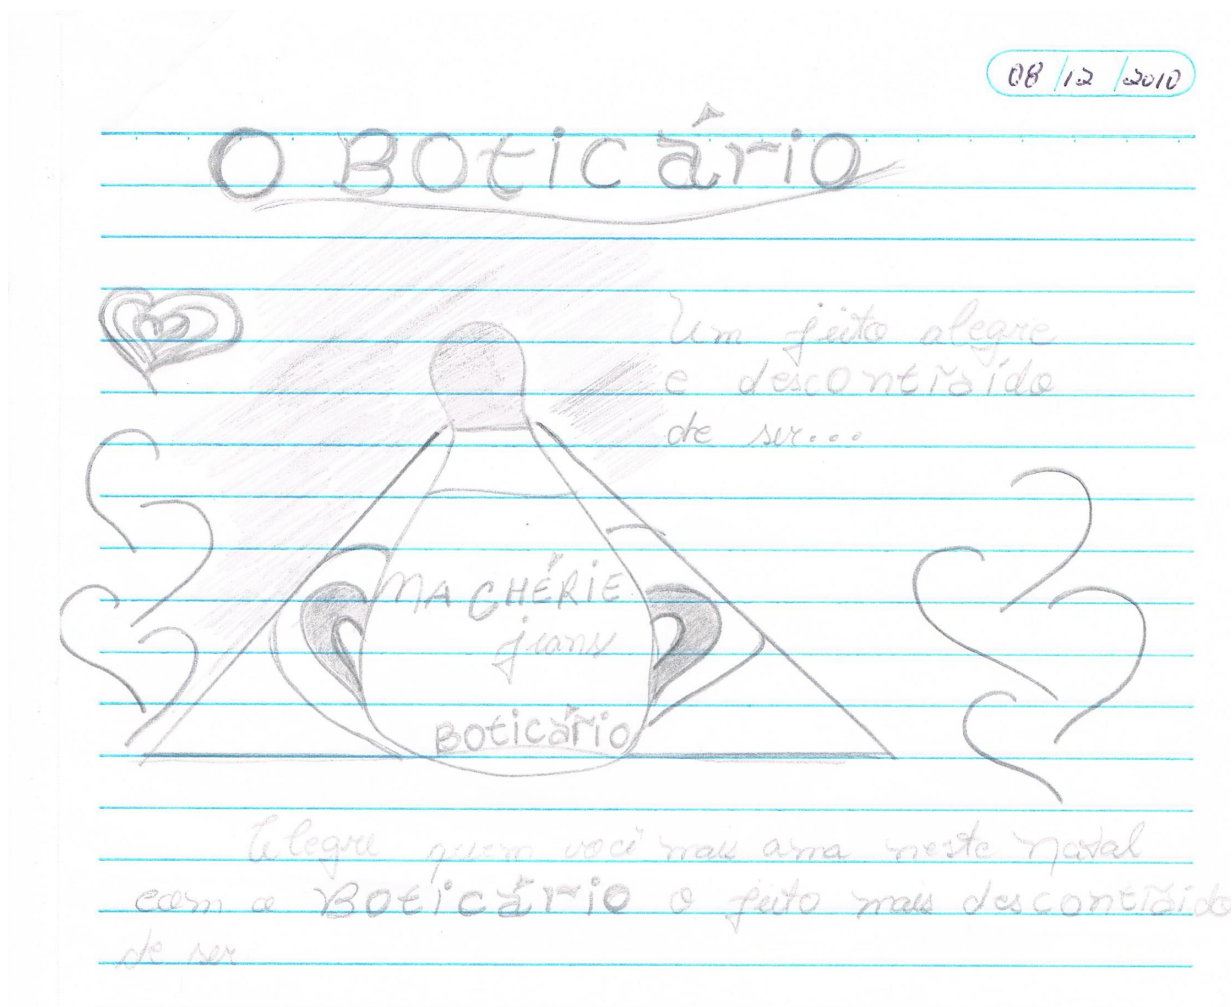 08/12/2010
O Boticário
Um jeito alegre
e descontraído
de ser...
MA CHÉRIE
jeans
Boticário
Alegre quem você mais ama neste natal
com o Boticário o jeito mais descontraído
de ser